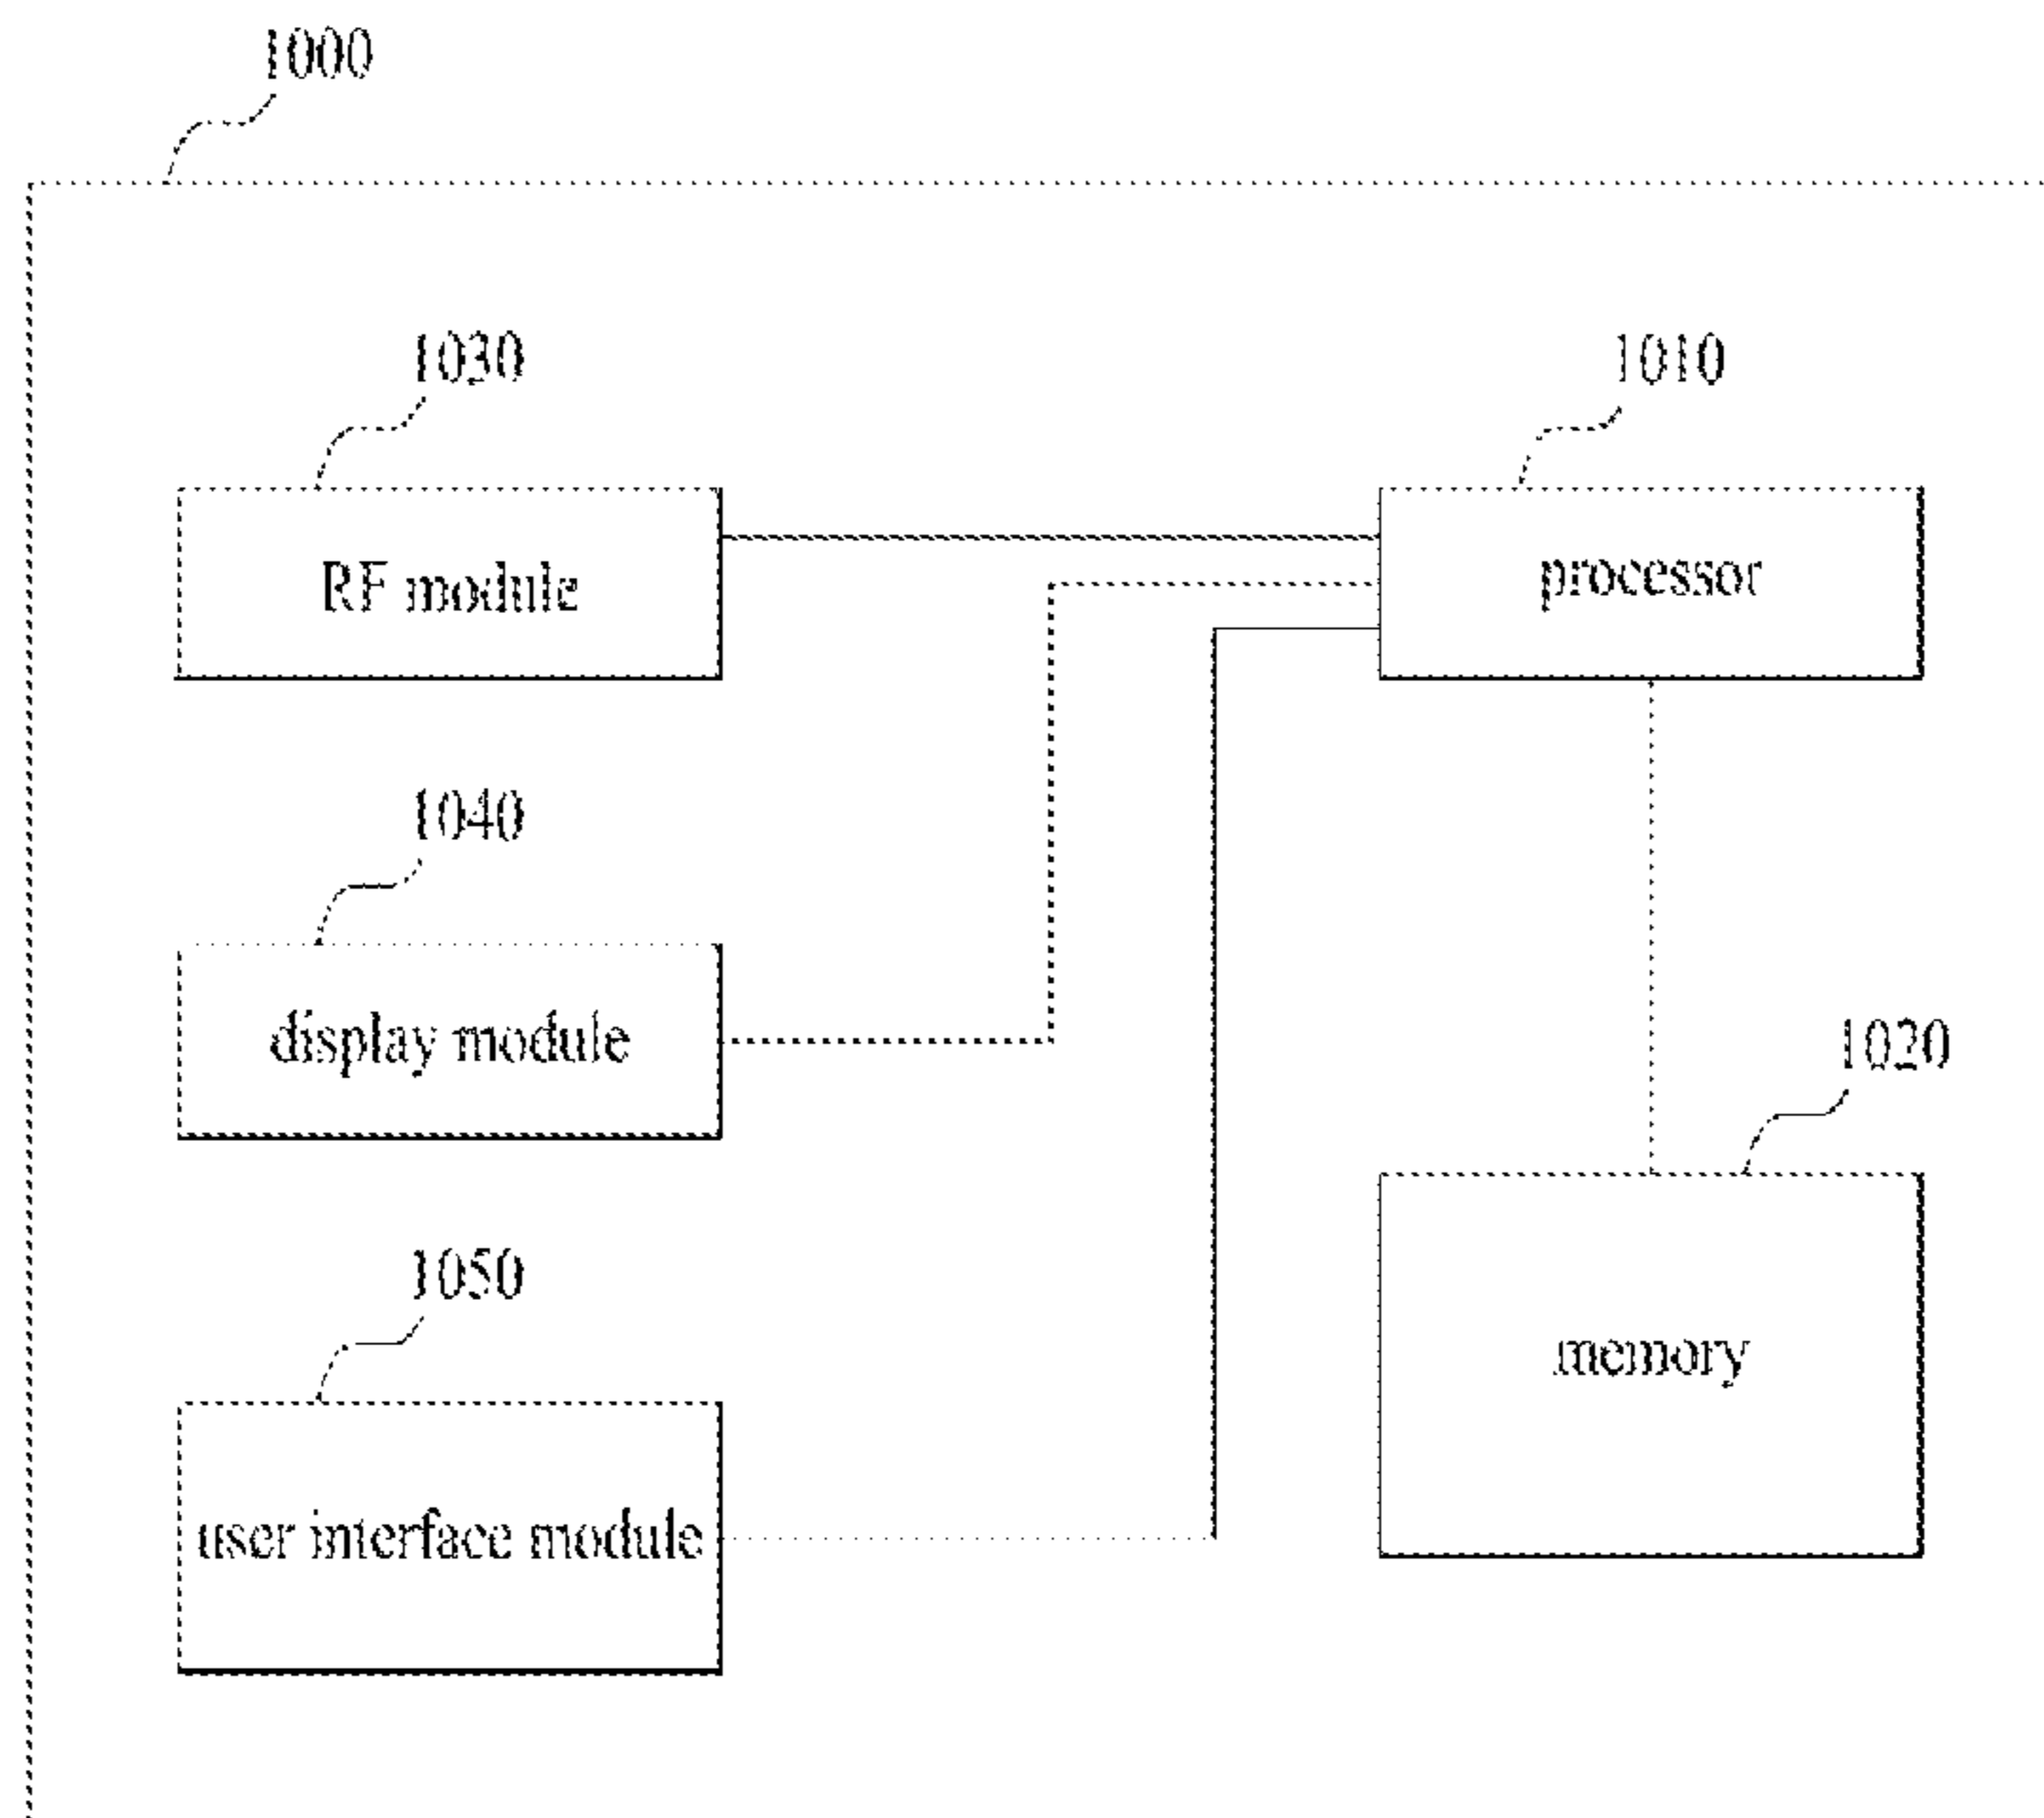 1000
1030
1010
RF module
processor
1040
display module
1020
1050
memory
user interface module